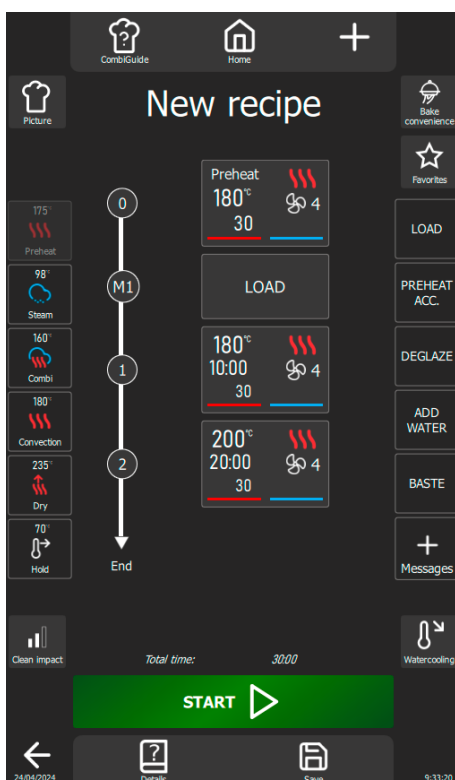 CombiGuide
Home
Picture
New recipe
Bake
convenience
Favorites
175°
Preheat
98°
Steam
160°
Combi
180°
Convection
235°
Dry
70°
Hold
0
M1
1
2
End
Preheat
180°C
4
30
LOAD
180°C
10:00
4
30
200°C
20:00
4
30
LOAD
PREHEAT
ACC.
DEGLAZE
ADD
WATER
BASTE
Messages
Clean impact
Total time: 30:00
Watercooling
START
24/04/2024
Details
Save
9:33:20